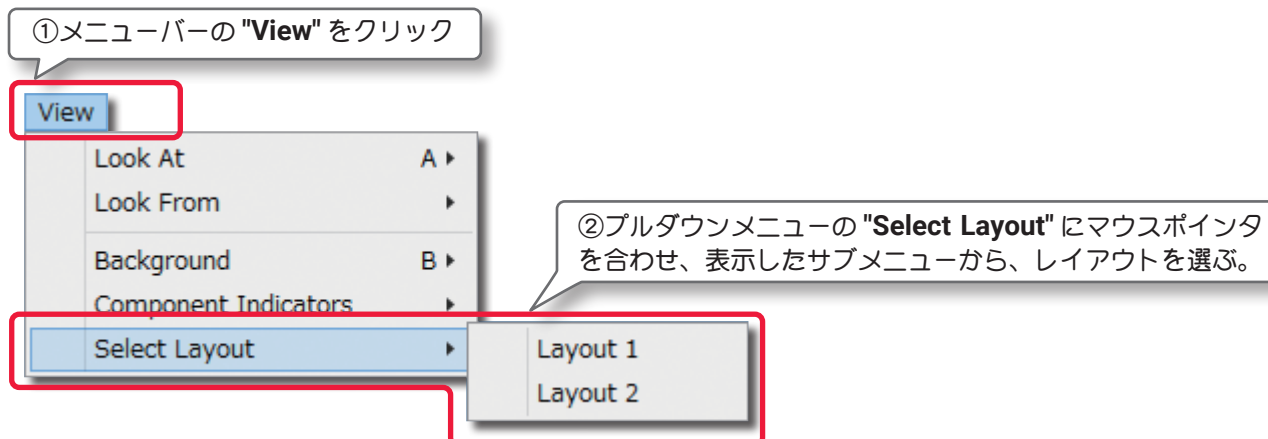 ①メニューバーの "View" をクリック
View
Look At A
Look From
Background B
Component Indicators
Select Layout
②プルダウンメニューの "Select Layout" にマウスポインタ
を合わせ、表示したサブメニューから、レイアウトを選ぶ。
Layout 1
Layout 2